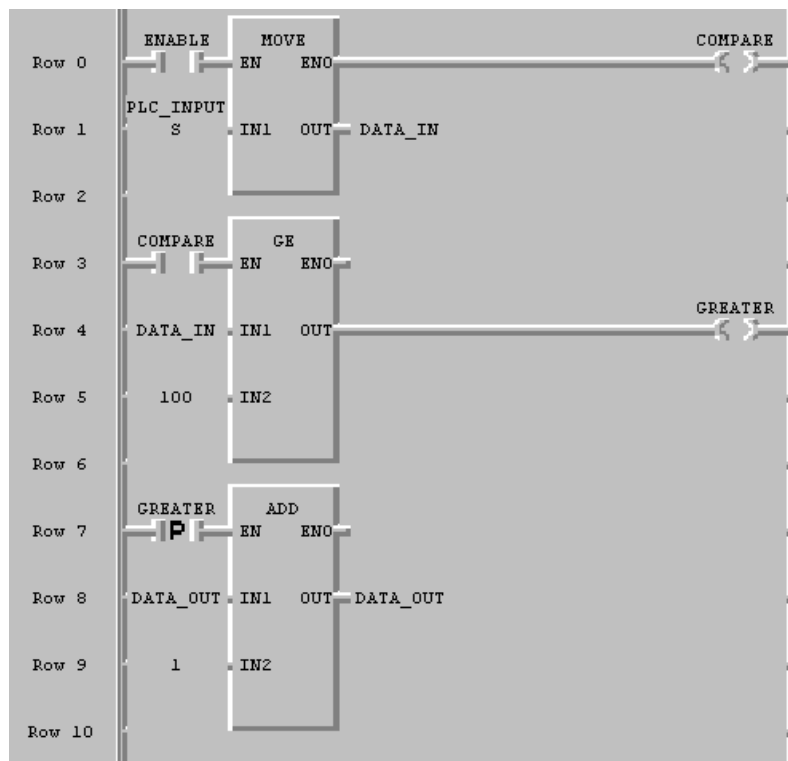 ENABLE MOVE COMPARE
Row 0 EN ENO
PLC_INPUT
Row 1 S IN1 OUT DATA_IN
Row 2
COMPARE GE
Row 3 EN ENO
GREATER
Row 4 DATA_IN IN1 OUT
Row 5 100 IN2
Row 6
GREATER ADD
Row 7 P EN ENO
Row 8 DATA_OUT IN1 OUT DATA_OUT
Row 9 1 IN2
Row 10